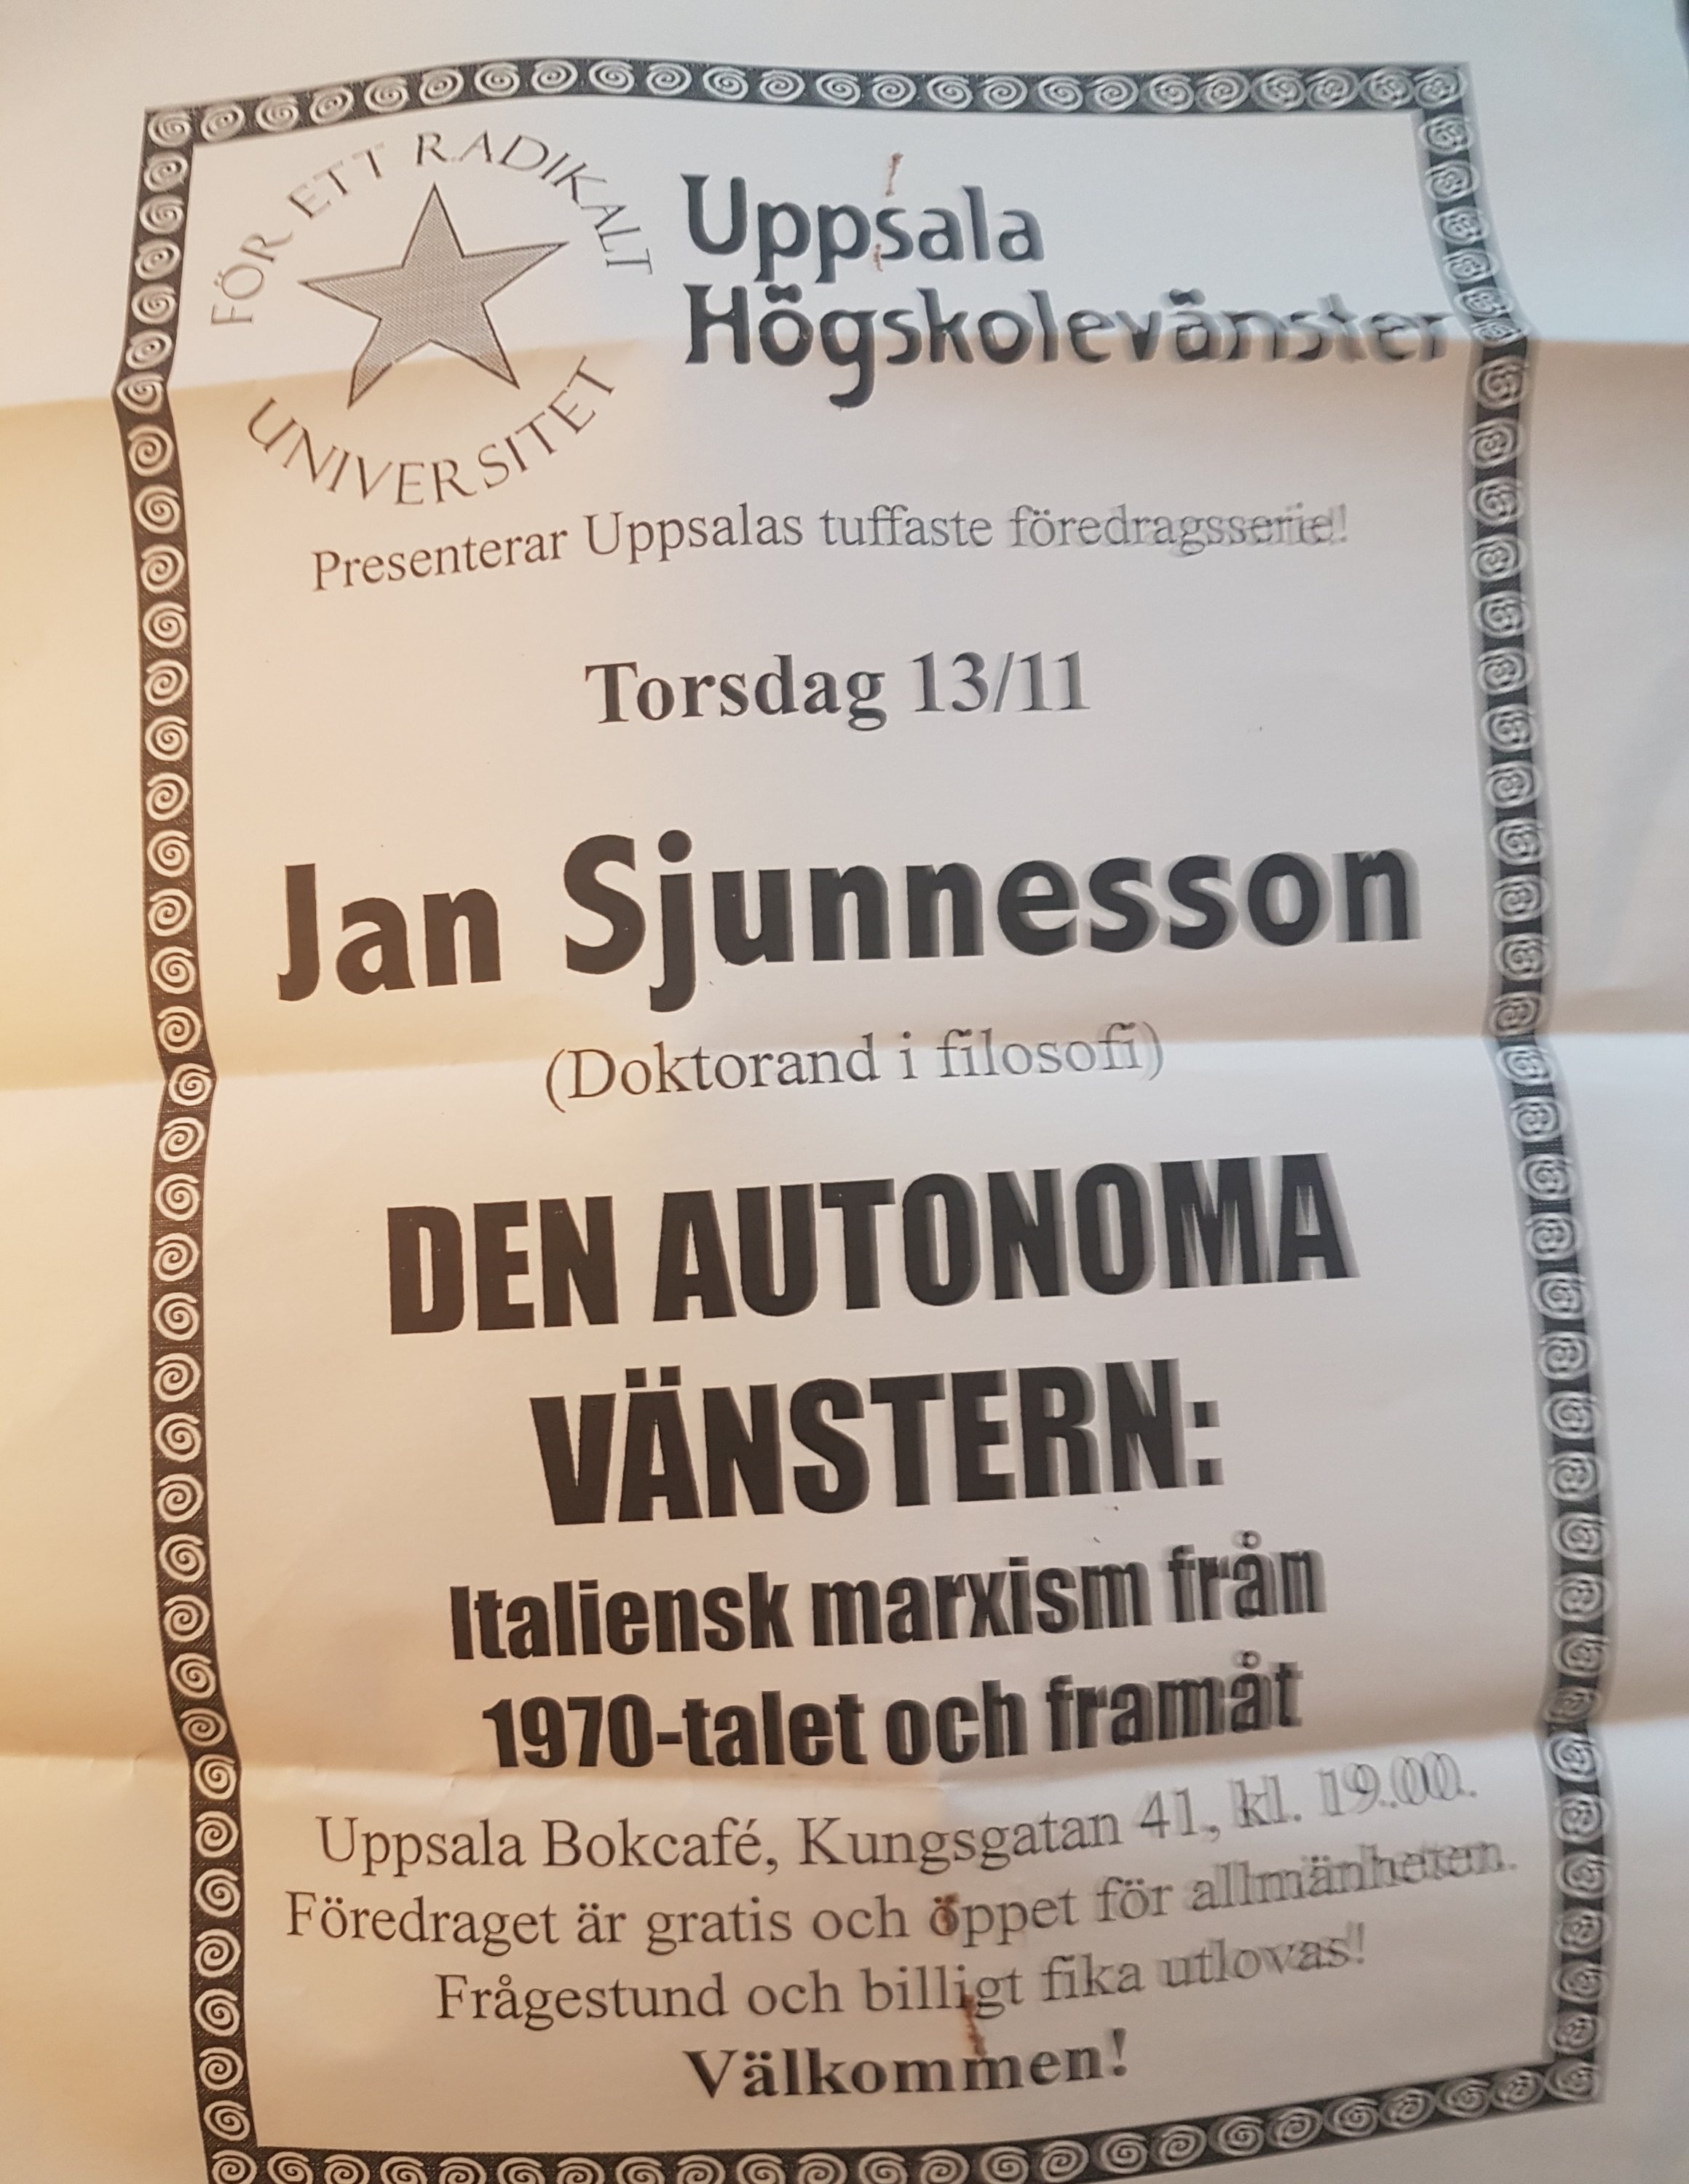 FÖR ETT RADIKALT
UNIVERSITET
Uppsala
Högskolevänster
Presenterar Uppsalas tuffaste föredragsserie!
Torsdag 13/11
Jan Sjunnesson
(Doktorand i filosofi)
DEN AUTONOMA
VÄNSTERN:
Italiensk marxism från
1970-talet och framåt
Uppsala Bokcafé, Kungsgatan 41, kl. 19.00.
Föredraget är gratis och öppet för allmänheten.
Frågestund och billigt fika utlovas!
Välkommen!